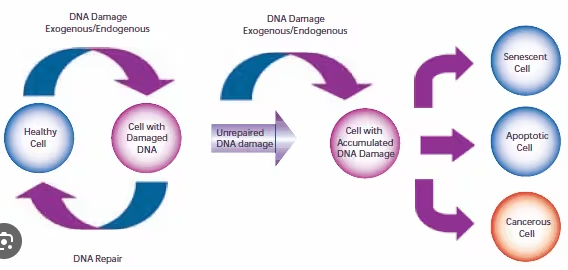 DNA Damage
Exogenous/Endogenous
DNA Damage
Exogenous/Endogenous
Healthy
Cell
Cell with
Damaged
DNA
Unrepaired
DNA damage
Cell with
Accumulated
DNA Damage
Senescent
Cell
Apoptotic
Cell
Cancerous
Cell
DNA Repair